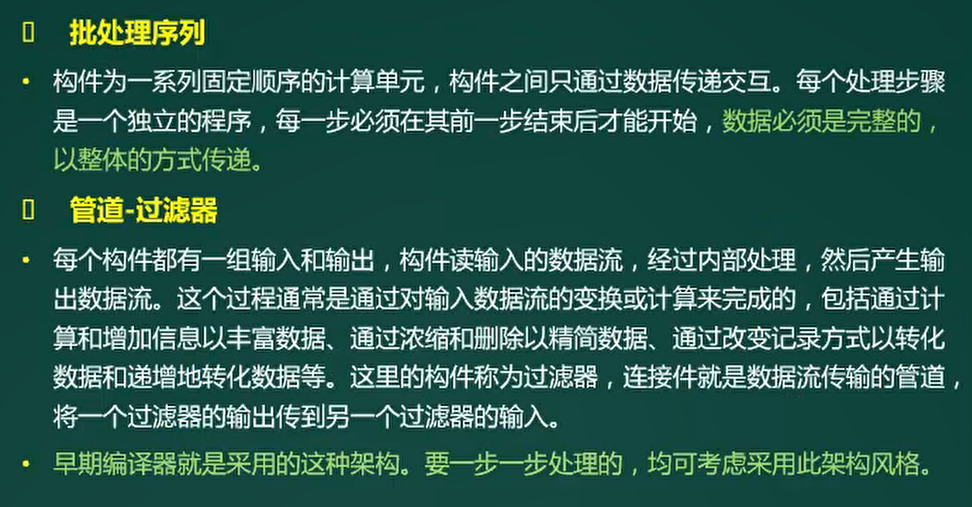 批处理序列
• 构件为一系列固定顺序的计算单元，构件之间只通过数据传递交互。每个处理步骤
是一个独立的程序，每一步必须在其前一步结束后才能开始，数据必须是完整的，
以整体的方式传递。
管道-过滤器
• 每个构件都有一组输入和输出，构件读输入的数据流，经过内部处理，然后产生输
出数据流。这个过程通常是通过对输入数据流的变换或计算来完成的，包括通过计
算和增加信息以丰富数据、通过浓缩和删除以精简数据、通过改变记录方式以转化
数据和递增地转化数据等。这里的构件称为过滤器，连接件就是数据流传输的管道，
将一个过滤器的输出传到另一个过滤器的输入。
• 早期编译器就是采用的这种架构。要一步一步处理的，均可考虑采用此架构风格。